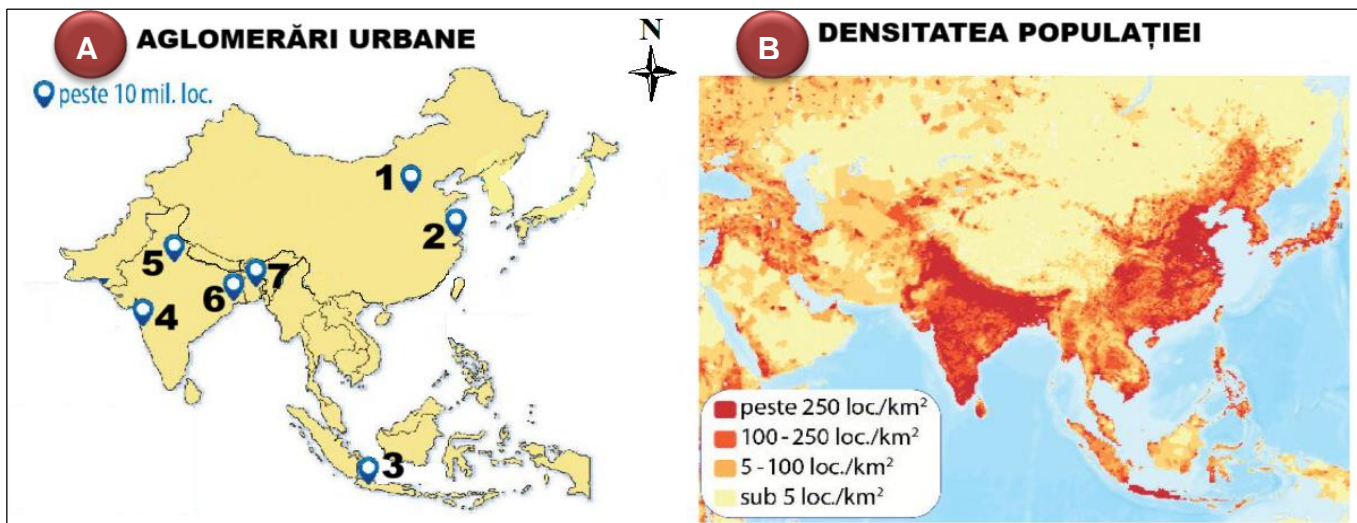 A AGLOMERĂRI URBANE
peste 10 mil. loc.
1
2
5
7
6
4
3
N
B DENSITATEA POPULAȚIEI
peste 250 loc./km²
100 - 250 loc./km²
5 - 100 loc./km²
sub 5 loc./km²